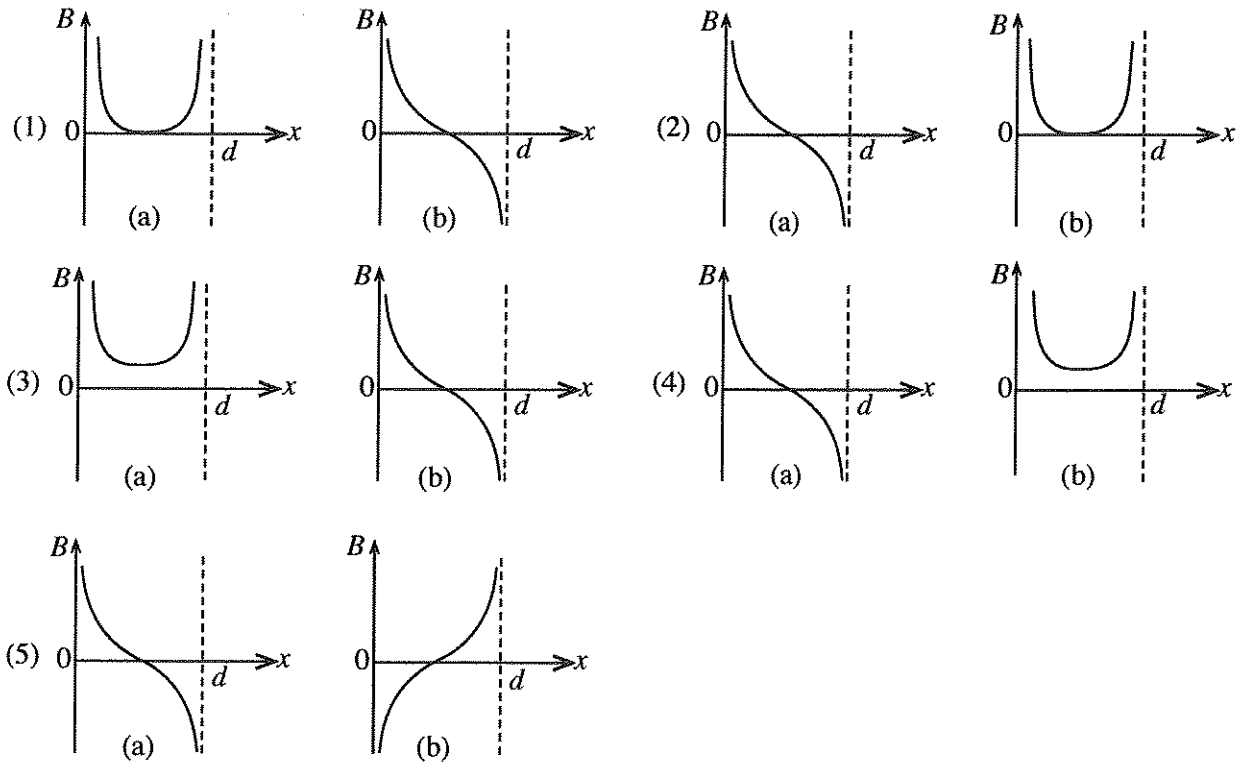 B B B B
(1) 0 x 0 x (2) 0 x 0 x
d d d d
(a) (b) (a) (b)
B B B B
(3) 0 x 0 x (4) 0 x 0 x
d d d d
(a) (b) (a) (b)
B B
(5) 0 x 0 x
d d
(a) (b)